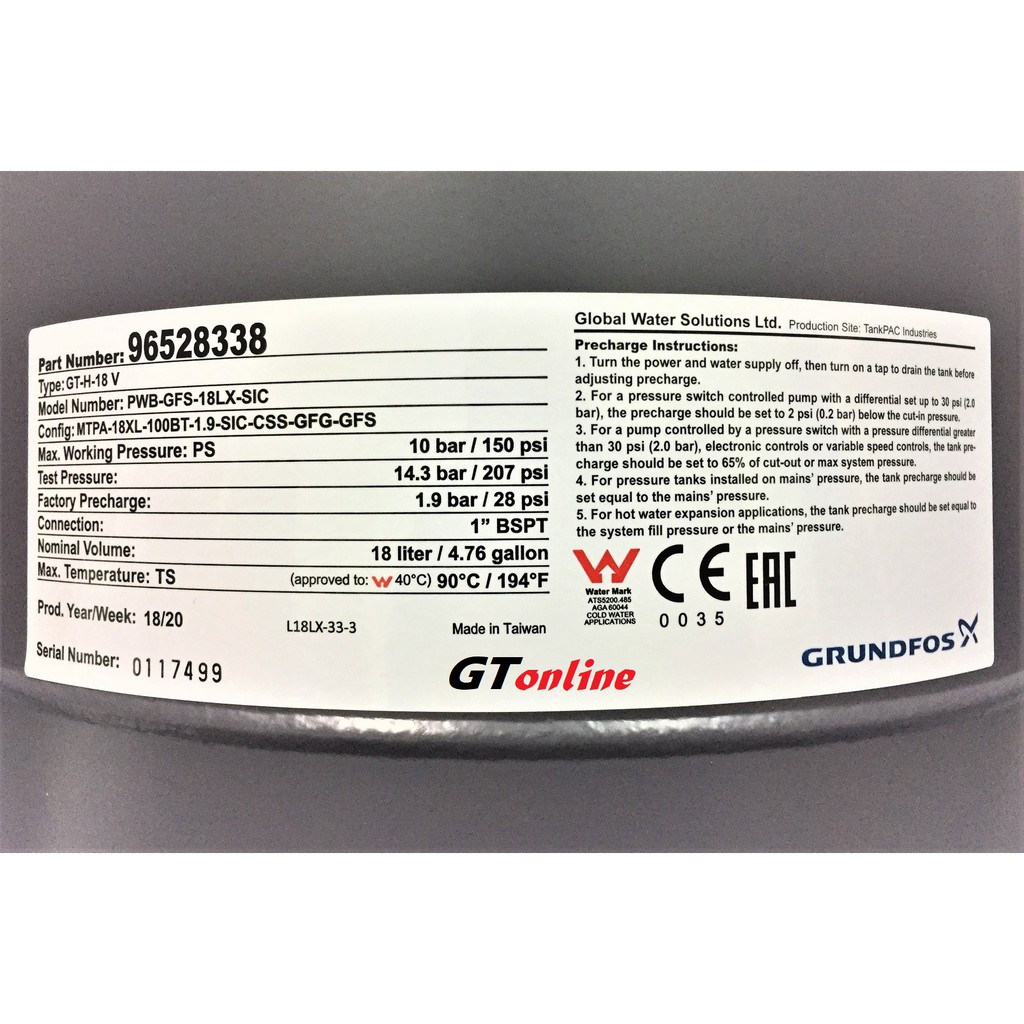 Part Number: 96528338
Type: GT-H-18 V
Model Number: PWB-GFS-18LX-SIC
Config: MTPA-18XL-100BT-1.9-SIC-CSS-GFG-GFS
Max. Working Pressure: PS 10 bar / 150 psi
Test Pressure: 14.3 bar / 207 psi
Factory Precharge: 1.9 bar / 28 psi
Connection: 1” BSPT
Nominal Volume: 18 liter / 4.76 gallon
Max. Temperature: TS (approved to: W 40°C) 90°C / 194°F
Prod. Year/Week: 18/20 L18LX-33-3 Made in Taiwan
Serial Number: 0117499
GTonline
Global Water Solutions Ltd. Production Site: TankPAC Industries
Precharge Instructions:
1. Turn the power and water supply off, then turn on a tap to drain the tank before
adjusting precharge.
2. For a pressure switch controlled pump with a differential set up to 30 psi (2.0
bar), the precharge should be set to 2 psi (0.2 bar) below the cut-in pressure.
3. For a pump controlled by a pressure switch with a pressure differential greater
than 30 psi (2.0 bar), electronic controls or variable speed controls, the tank pre-
charge should be set to 65% of cut-out or max system pressure.
4. For pressure tanks installed on mains’ pressure, the tank precharge should be
set equal to the mains’ pressure.
5. For hot water expansion applications, the tank precharge should be set equal to
the system fill pressure or the mains’ pressure.
W CE EAC
Water Mark
ATS5200.485
AGA 60044
COLD WATER
APPLICATIONS
0035
GRUNDFOS